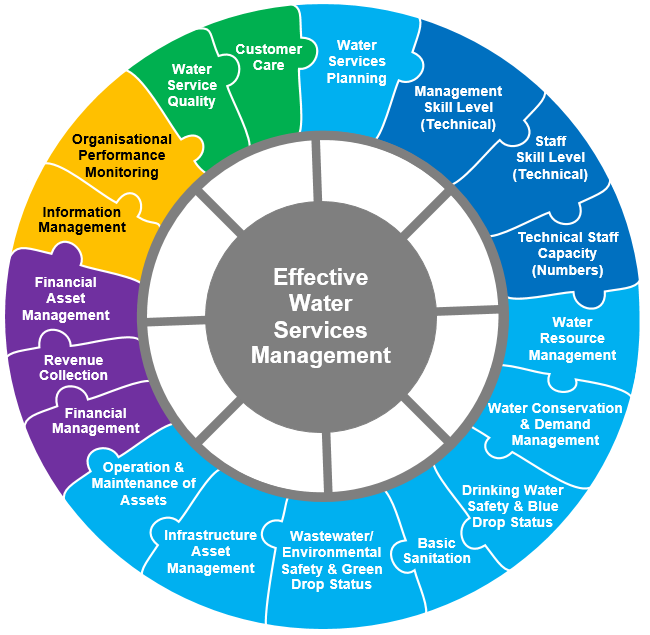 Water
Services
Planning
Management
Skill Level
(Technical)
Staff
Skill Level
(Technical)
Technical Staff
Capacity
(Numbers)
Water
Resource
Management
Water Conservation
& Demand
Management
Drinking Water
Safety & Blue
Drop Status
Basic
Sanitation
Wastewater/
Environmental
Safety & Green
Drop Status
Infrastructure
Asset
Management
Operation &
Maintenance of
Assets
Financial
Management
Revenue
Collection
Financial
Asset
Management
Information
Management
Organisational
Performance
Monitoring
Water
Service
Quality
Customer
Care
Effective
Water
Services
Management